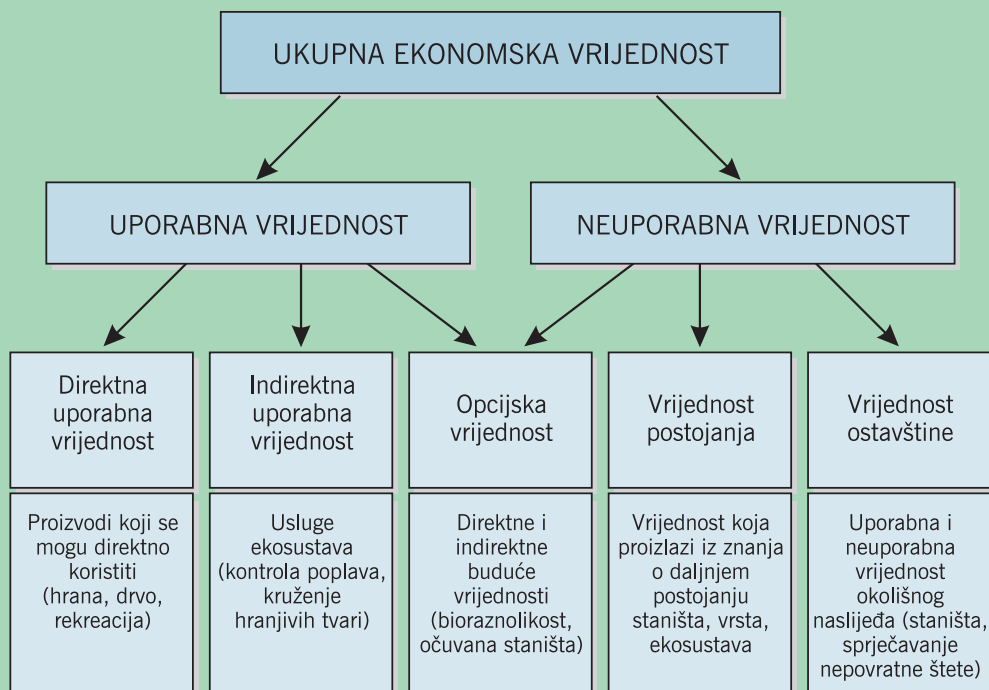 UKUPNA EKONOMSKA VRIJEDNOST
UPORABNA VRIJEDNOST
NEUPORABNA VRIJEDNOST
Direktna
uporabna
vrijednost
Indirektna
uporabna
vrijednost
Opcijska
vrijednost
Vrijednost
postojanja
Vrijednost
ostavštine
Proizvodi koji se
mogu direktno
koristiti
(hrana, drvo,
rekreacija)
Usluge
ekosustava
(kontrola poplava,
kruženje
hranjivih tvari)
Direktne i
indirektne
buduće
vrijednosti
(bioraznolikost,
očuvana staništa)
Vrijednost koja
proizlazi iz znanja
o daljnjem
postojanju
staništa, vrsta,
ekosustava
Uporabna i
neuporabna
vrijednost
okolišnog
naslijeđa (staništa,
sprječavanje
nepovratne štete)